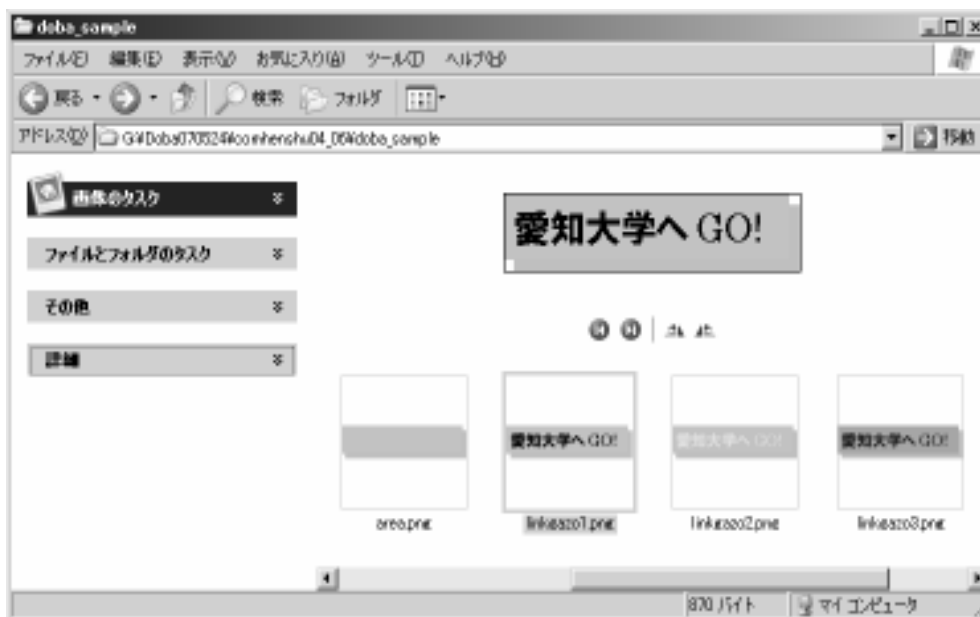 doba_sample
ファイル(F) 編集(E) 表示(V) お気に入り(A) ツール(T) ヘルプ(H)
戻る 検索 フォルダ
アドレス(D) 移動
画像のタスク
ファイルとフォルダのタスク
その他
詳細
愛知大学へ GO!
愛知大学へ GO!
愛知大学へ GO!
愛知大学へ GO!
area.png linkgazo1.png linkgazo2.png linkgazo3.png
870 バイト マイ コンピュータ